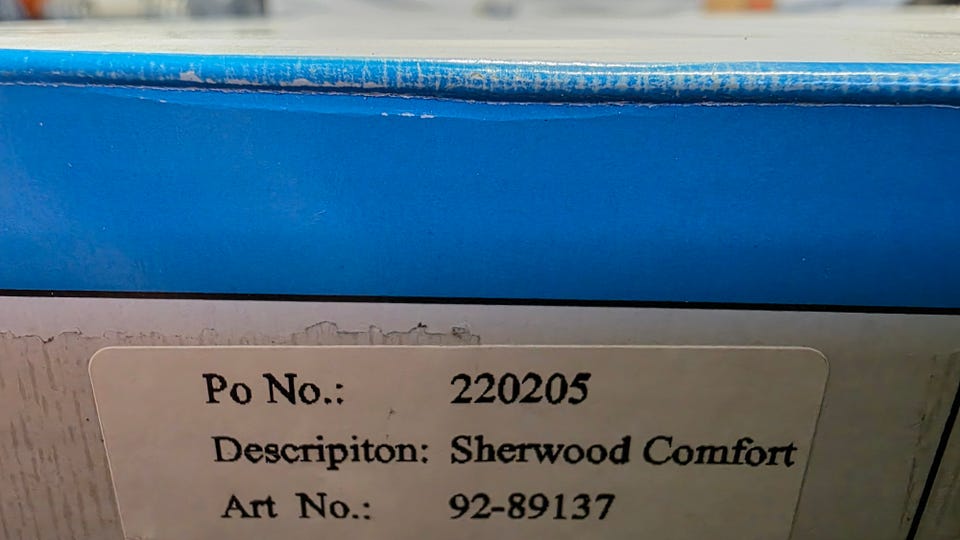 Po No.: 220205
Descripiton: Sherwood Comfort
Art No.: 92-89137